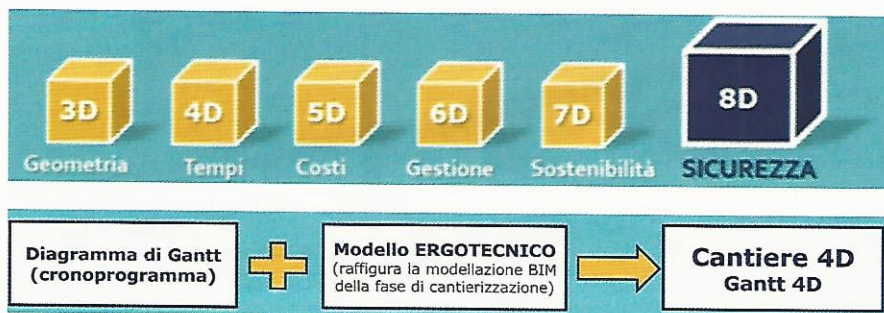 3D 4D 5D 6D 7D 8D
Geometria Tempi Costi Gestione Sostenibilità SICUREZZA
Diagramma di Gantt
(cronoprogramma)
Modello ERGOTECNICO
(raffigura la modellazione BIM
della fase di cantierizzazione)
Cantiere 4D
Gantt 4D